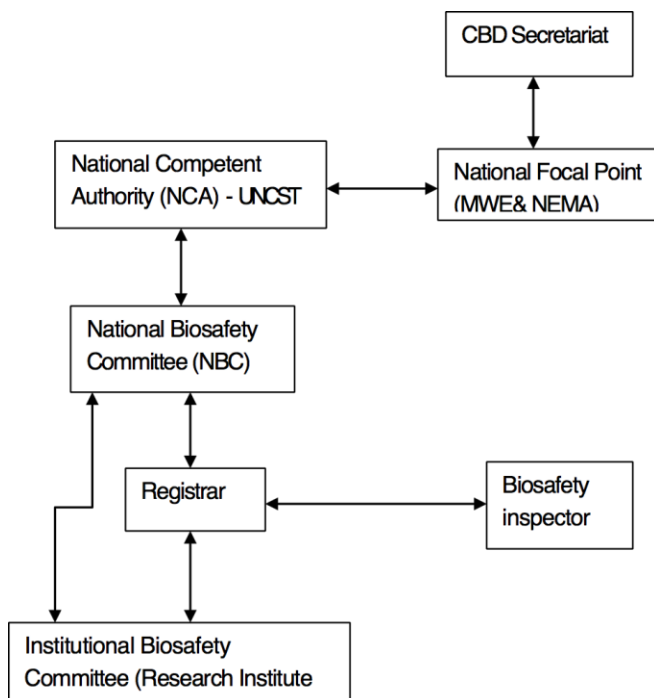 CBD Secretariat
National Competent
Authority (NCA) - UNCST
National Focal Point
(MWE& NEMA)
National Biosafety
Committee (NBC)
Registrar
Biosafety
inspector
Institutional Biosafety
Committee (Research Institute